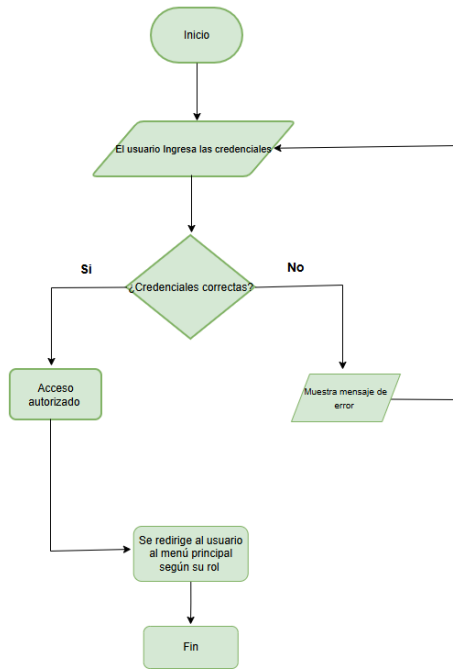 Inicio
El usuario Ingresa las credenciales
Si
No
¿Credenciales correctas?
Acceso
autorizado
Muestra mensaje de
error
Se redirige al usuario
al menú principal
según su rol
Fin